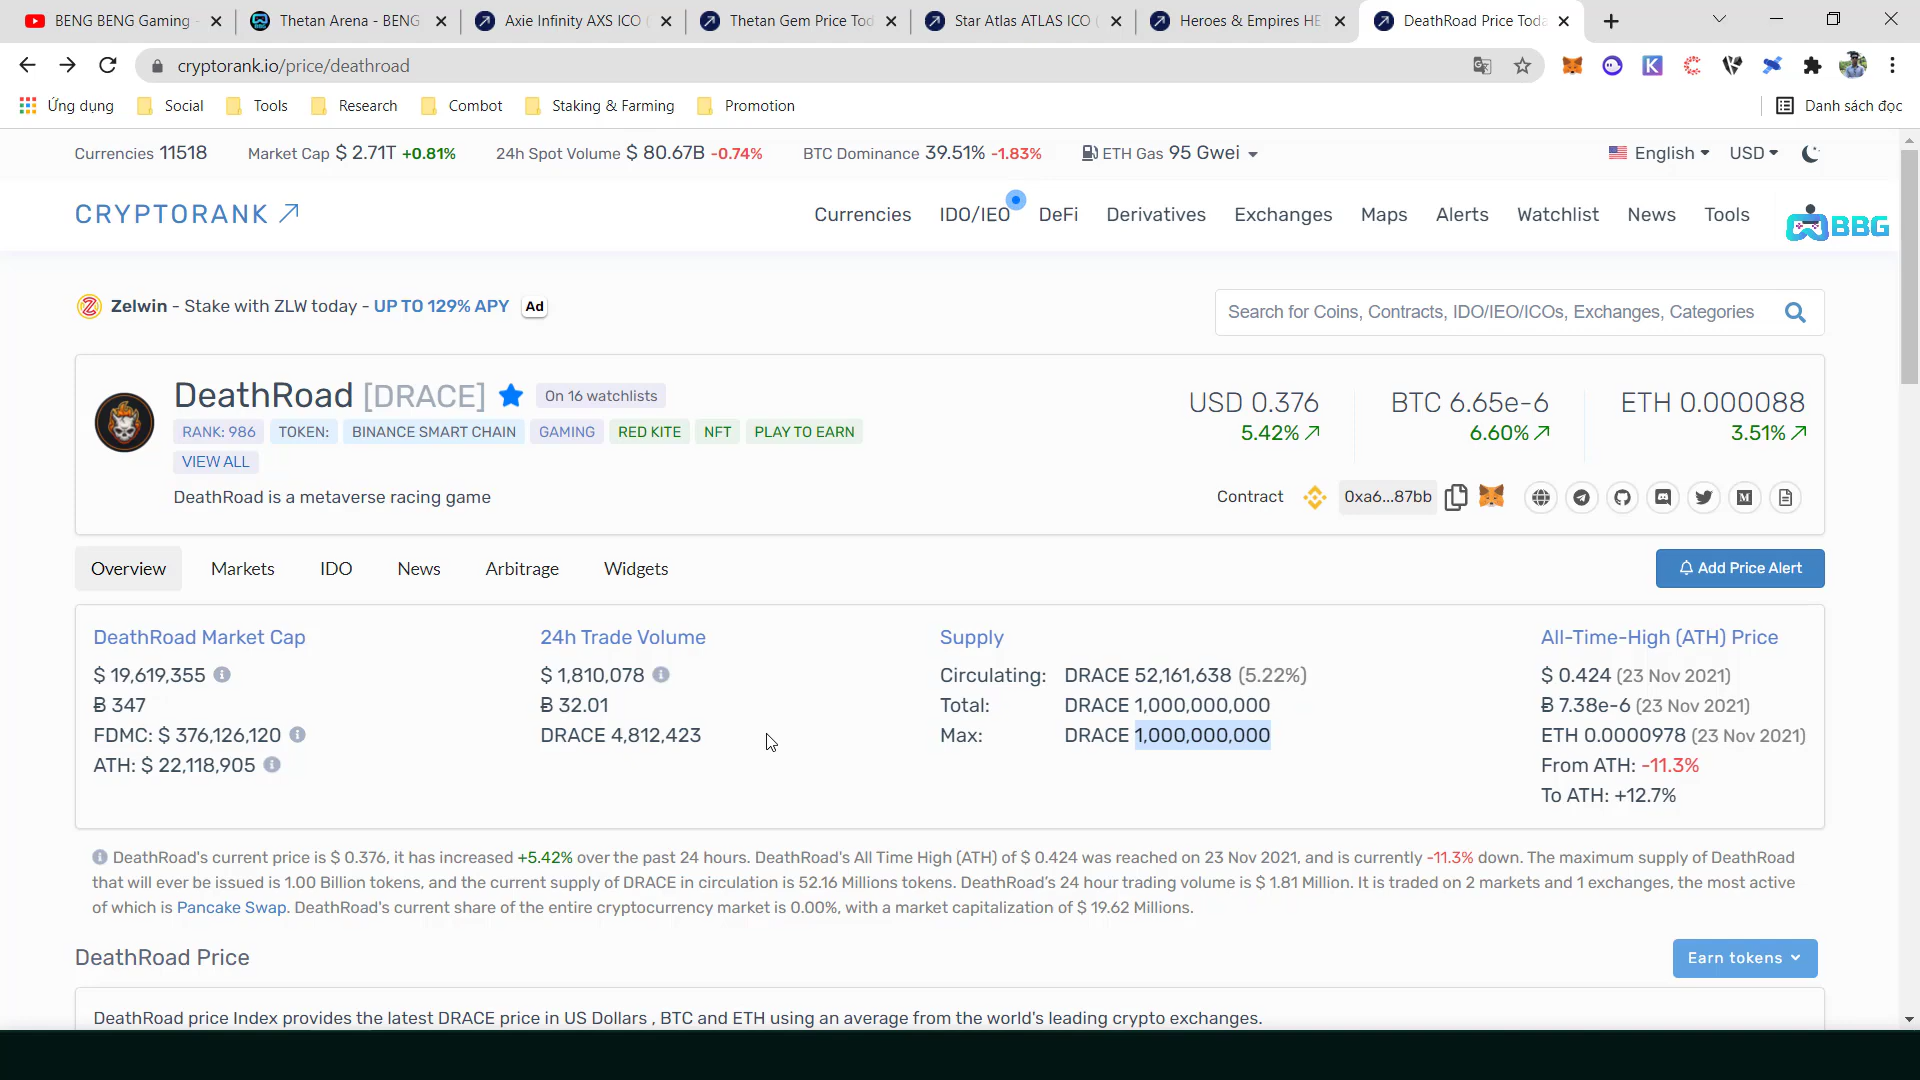 BENG BENG Gaming -
Thetan Arena - BENG
Axie Infinity AXS ICO (
Thetan Gem Price Tod
Star Atlas ATLAS ICO (
Heroes & Empires HE
DeathRoad Price Toda
cryptorank.io/price/deathroad
Ứng dụng
Social
Tools
Research
Combot
Staking & Farming
Promotion
Danh sách đọc
Currencies 11518
Market Cap $ 2.71T +0.81%
24h Spot Volume $ 80.67B -0.74%
BTC Dominance 39.51% -1.83%
ETH Gas 95 Gwei
English
USD
CRYPTORANK
Currencies
IDO/IEO
DeFi
Derivatives
Exchanges
Maps
Alerts
Watchlist
News
Tools
BBG
Zelwin - Stake with ZLW today - UP TO 129% APY Ad
Search for Coins, Contracts, IDO/IEO/ICOs, Exchanges, Categories
DeathRoad [DRACE]
On 16 watchlists
USD 0.376
BTC 6.65e-6
ETH 0.000088
5.42%
6.60%
3.51%
RANK: 986
TOKEN:
BINANCE SMART CHAIN
GAMING
RED KITE
NFT
PLAY TO EARN
VIEW ALL
DeathRoad is a metaverse racing game
Contract
0xa6...87bb
Overview
Markets
IDO
News
Arbitrage
Widgets
Add Price Alert
DeathRoad Market Cap
$ 19,619,355
Ƀ 347
FDMC: $ 376,126,120
ATH: $ 22,118,905
24h Trade Volume
$ 1,810,078
Ƀ 32.01
DRACE 4,812,423
Supply
Circulating: DRACE 52,161,638 (5.22%)
Total: DRACE 1,000,000,000
Max: DRACE 1,000,000,000
All-Time-High (ATH) Price
$ 0.424 (23 Nov 2021)
Ƀ 7.38e-6 (23 Nov 2021)
ETH 0.0000978 (23 Nov 2021)
From ATH: -11.3%
To ATH: +12.7%
DeathRoad's current price is $ 0.376, it has increased +5.42% over the past 24 hours. DeathRoad's All Time High (ATH) of $ 0.424 was reached on 23 Nov 2021, and is currently -11.3% down. The maximum supply of DeathRoad
that will ever be issued is 1.00 Billion tokens, and the current supply of DRACE in circulation is 52.16 Millions tokens. DeathRoad's 24 hour trading volume is $ 1.81 Million. It is traded on 2 markets and 1 exchanges, the most active
of which is Pancake Swap. DeathRoad's current share of the entire cryptocurrency market is 0.00%, with a market capitalization of $ 19.62 Millions.
DeathRoad Price
Earn tokens
DeathRoad price Index provides the latest DRACE price in US Dollars , BTC and ETH using an average from the world's leading crypto exchanges.